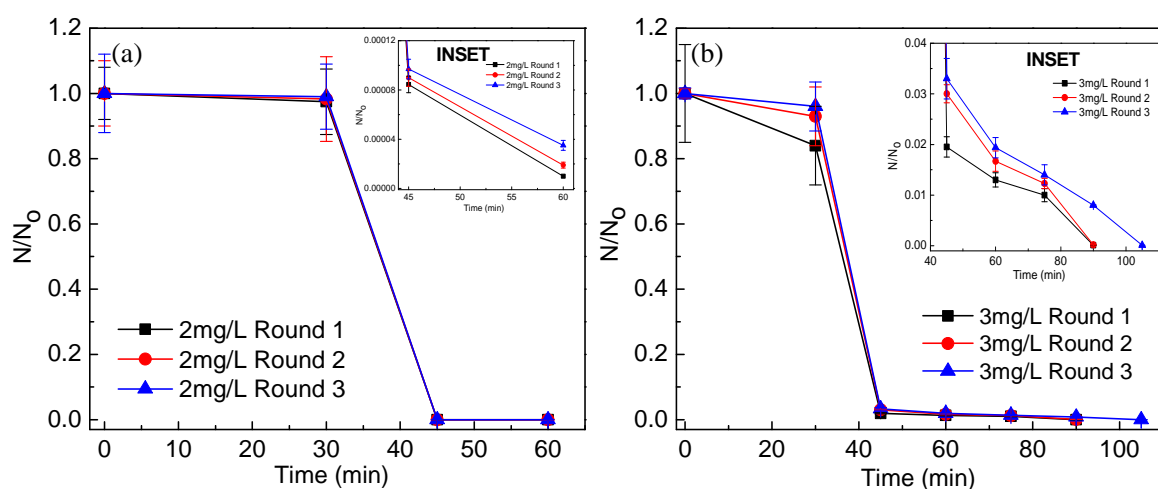 (a)
N/No
1.2
1.0
0.8
0.6
0.4
0.2
0.0
0 10 20 30 40 50 60
Time (min)
2mg/L Round 1
2mg/L Round 2
2mg/L Round 3
INSET
2mg/L Round 1
2mg/L Round 2
2mg/L Round 3
N/No
0.00012
0.00008
0.00004
0.00000
45 50 55 60
Time (min)
(b)
N/No
1.2
1.0
0.8
0.6
0.4
0.2
0.0
0 20 40 60 80 100
Time (min)
3mg/L Round 1
3mg/L Round 2
3mg/L Round 3
INSET
3mg/L Round 1
3mg/L Round 2
3mg/L Round 3
N/No
0.04
0.03
0.02
0.01
0.00
40 60 80 100
Time (min)